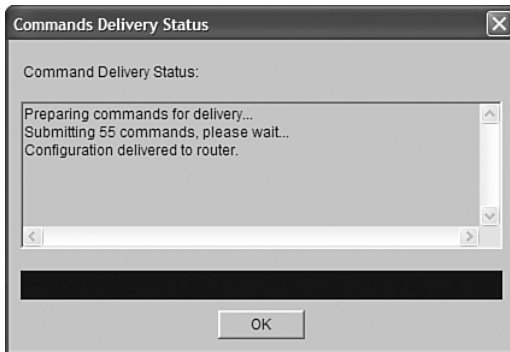 Commands Delivery Status
Command Delivery Status:
Preparing commands for delivery...
Submitting 55 commands, please wait...
Configuration delivered to router.
OK